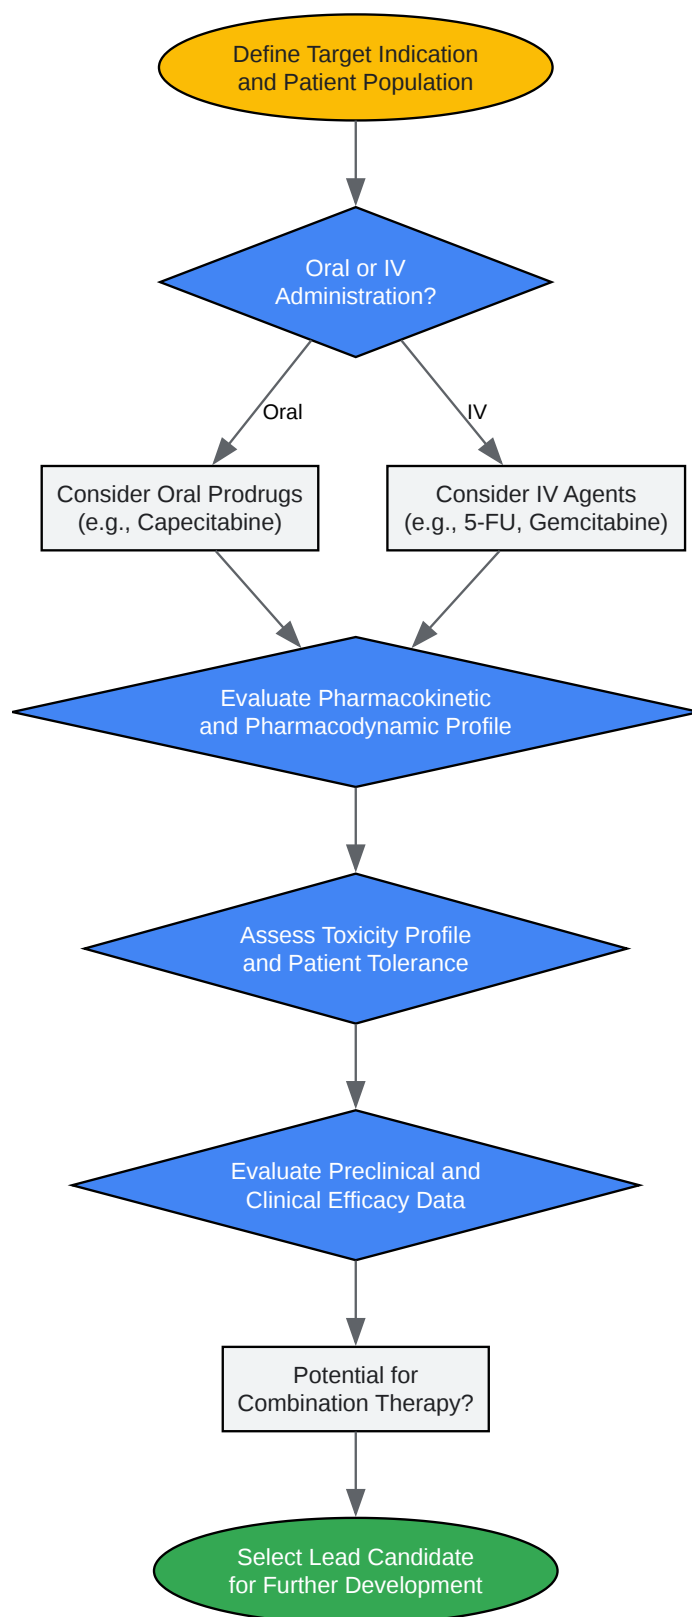 Define Target Indication
and Patient Population
Oral or IV
Administration?
Oral
IV
Consider Oral Prodrugs
(e.g., Capecitabine)
Consider IV Agents
(e.g., 5-FU, Gemcitabine)
Evaluate Pharmacokinetic
and Pharmacodynamic Profile
Assess Toxicity Profile
and Patient Tolerance
Evaluate Preclinical and
Clinical Efficacy Data
Potential for
Combination Therapy?
Select Lead Candidate
for Further Development